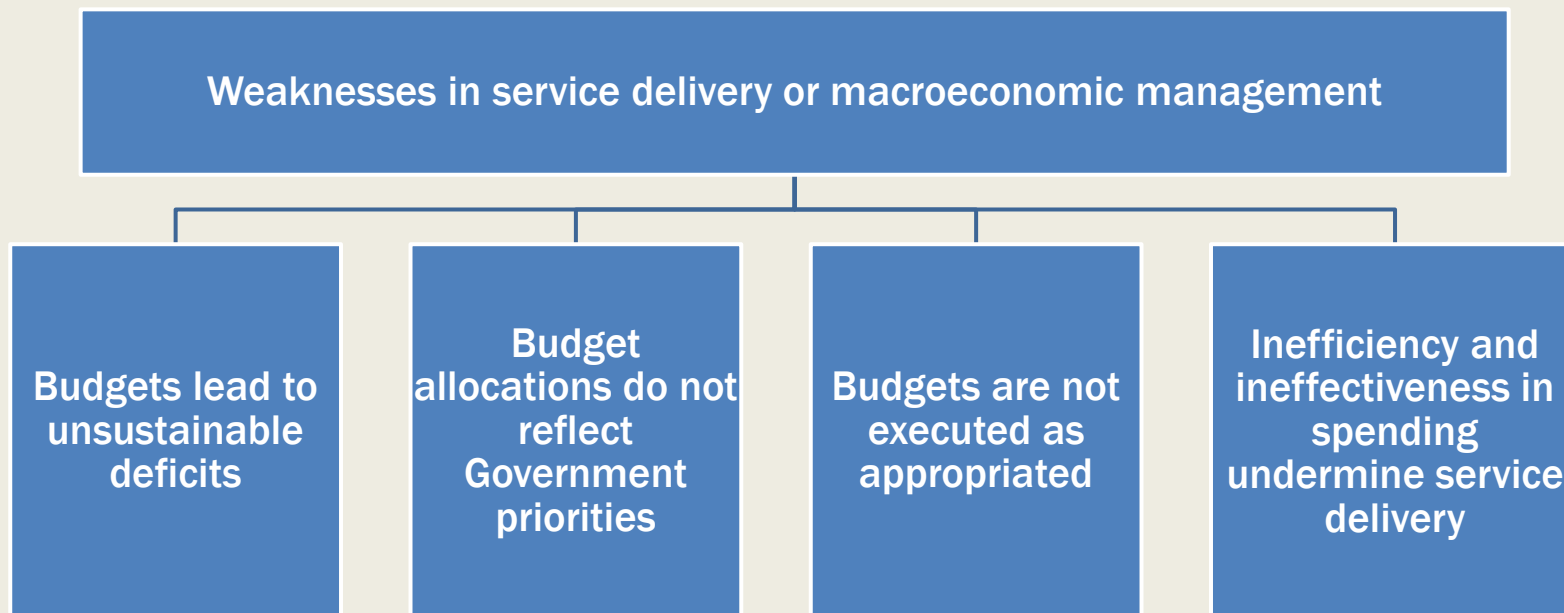 Weaknesses in service delivery or macroeconomic management
Budgets lead to
unsustainable
deficits
Budget
allocations do not
reflect
Government
priorities
Budgets are not
executed as
appropriated
Inefficiency and
ineffectiveness in
spending
undermine service
delivery